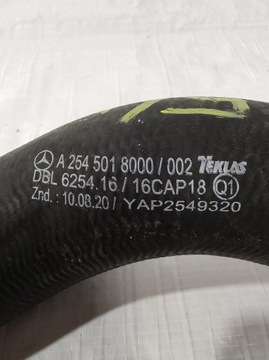 A 254 501 8000 / 002 TEKLAS
DBL 6254.16 / 16CAP18 Q1
Znd. : 10.08.20 / YAP2549320